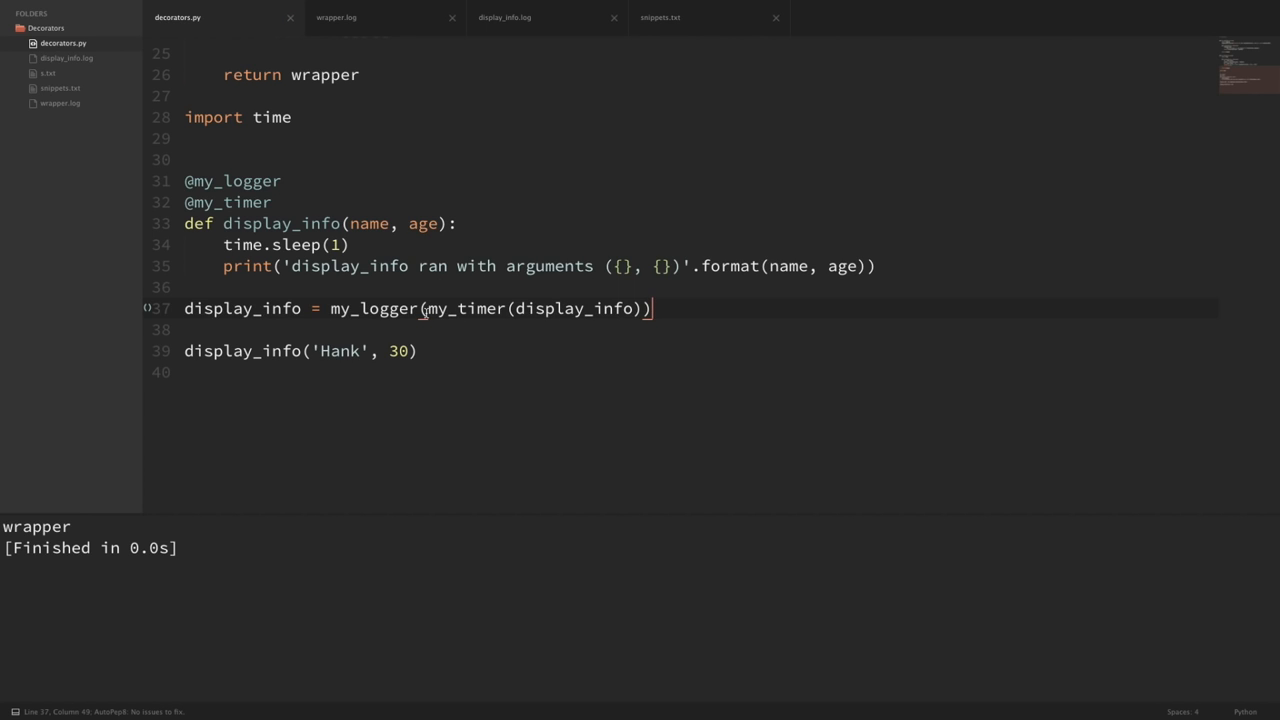 FOLDERS
Decorators
decorators.py
display_info.log
s.txt
snippets.txt
wrapper.log
decorators.py
wrapper.log
display_info.log
snippets.txt
25
26 return wrapper
27
28 import time
29
30
31 @my_logger
32 @my_timer
33 def display_info(name, age):
34 time.sleep(1)
35 print('display_info ran with arguments ({}, {})'.format(name, age))
36
37 display_info = my_logger(my_timer(display_info))
38
39 display_info('Hank', 30)
40
wrapper
[Finished in 0.0s]
Line 37, Column 49; AutoPep8: No issues to fix.
Spaces: 4
Python